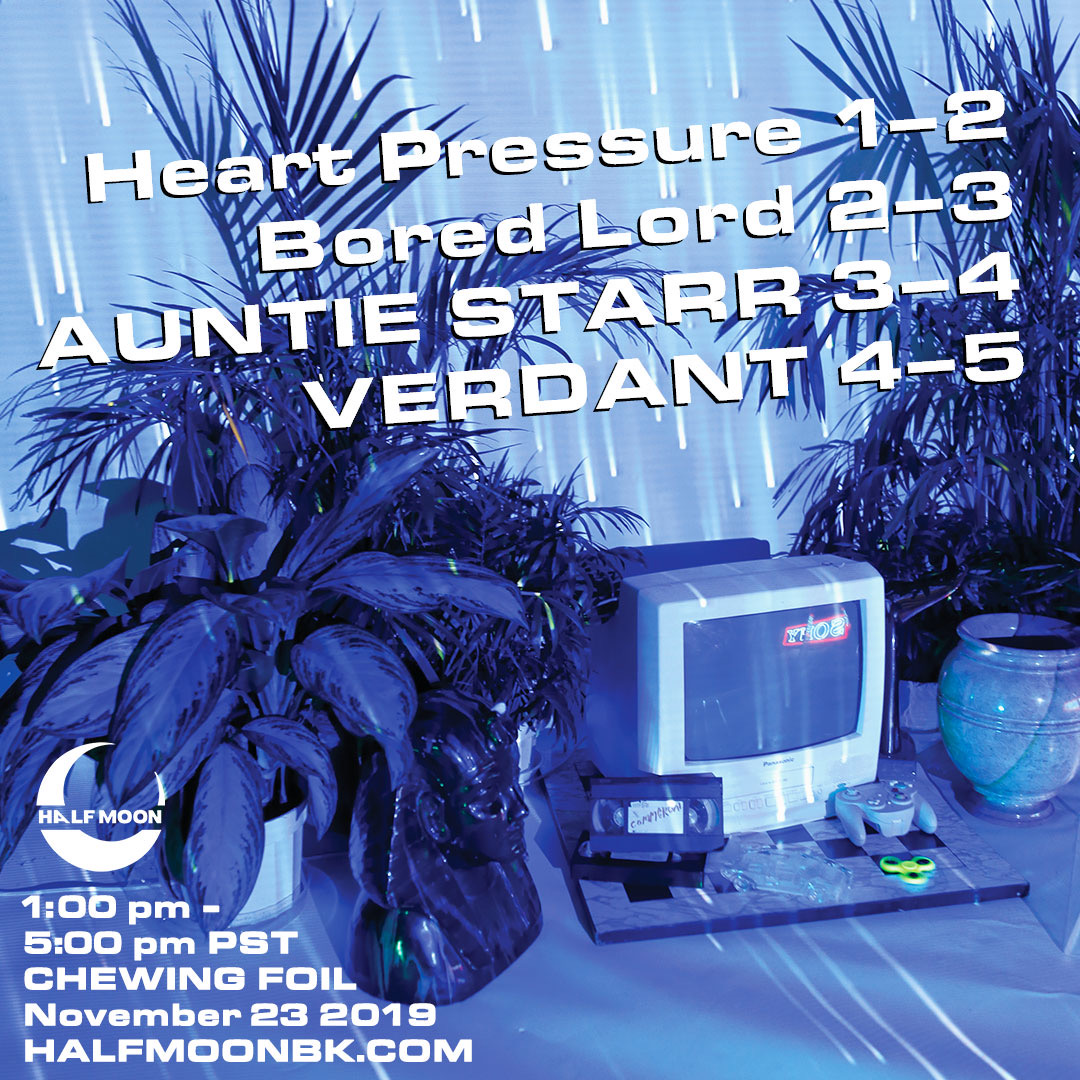 Heart Pressure 1–2
Bored Lord 2–3
AUNTIE STARR 3–4
VERDANT 4–5
Panasonic
HALF MOON
1:00 pm –
5:00 pm PST
CHEWING FOIL
November 23 2019
HALFMOONBK.COM